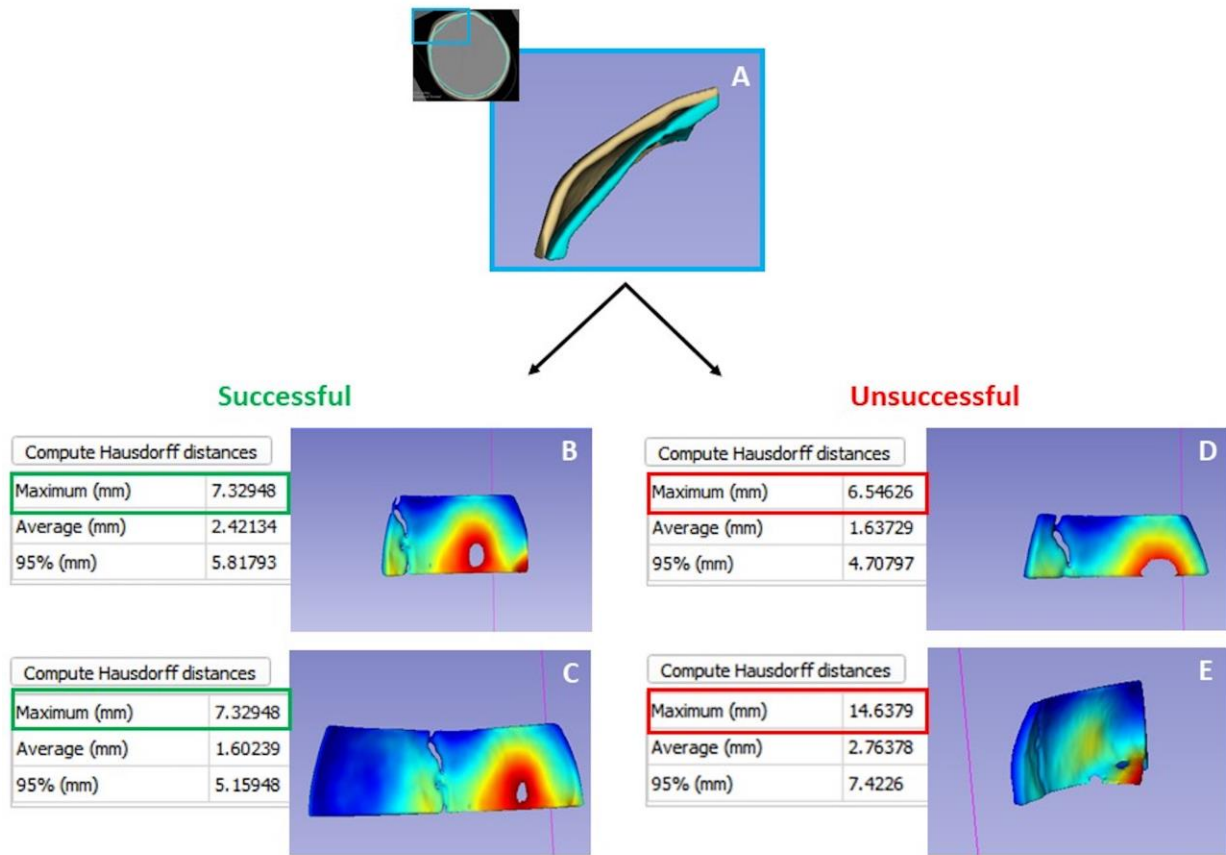 A
Successful
Unsuccessful
Compute Hausdorff distances
Maximum (mm) 7.32948
Average (mm) 2.42134
95% (mm) 5.81793
B
Compute Hausdorff distances
Maximum (mm) 6.54626
Average (mm) 1.63729
95% (mm) 4.70797
D
Compute Hausdorff distances
Maximum (mm) 7.32948
Average (mm) 1.60239
95% (mm) 5.15948
C
Compute Hausdorff distances
Maximum (mm) 14.6379
Average (mm) 2.76378
95% (mm) 7.4226
E